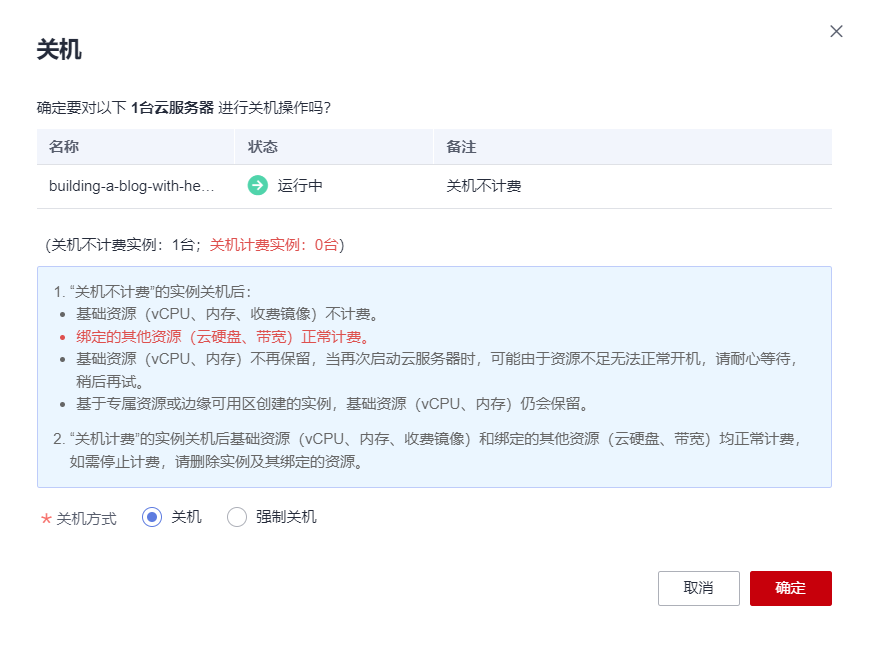 关机
确定要对以下 1台云服务器 进行关机操作吗?
名称 状态 备注
building-a-blog-with-he... 运行中 关机不计费
(关机不计费实例：1台；关机计费实例：0台)
1. “关机不计费”的实例关机后：
• 基础资源（vCPU、内存、收费镜像）不计费。
• 绑定的其他资源（云硬盘、带宽）正常计费。
• 基础资源（vCPU、内存）不再保留，当再次启动云服务器时，可能由于资源不足无法正常开机，请耐心等待，
稍后再试。
• 基于专属资源或边缘可用区创建的实例，基础资源（vCPU、内存）仍会保留。
2. “关机计费”的实例关机后基础资源（vCPU、内存、收费镜像）和绑定的其他资源（云硬盘、带宽）均正常计费，
如需停止计费，请删除实例及其绑定的资源。
* 关机方式 关机 强制关机
取消 确定